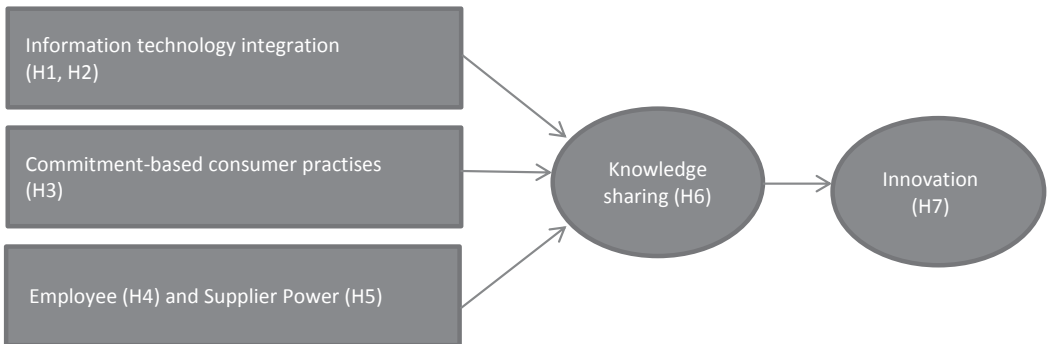 Information technology integration
(H1, H2)
Commitment-based consumer practises
(H3)
Employee (H4) and Supplier Power (H5)
Knowledge
sharing (H6)
Innovation
(H7)